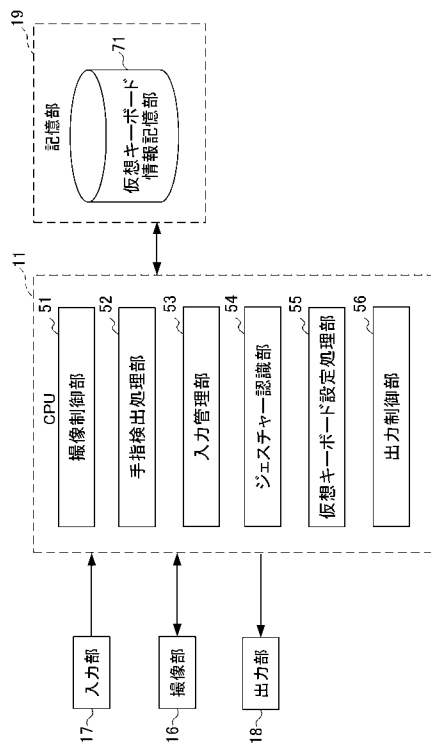 19
記憶部
71
仮想キーボード
情報記憶部
11
CPU
51
撮像制御部
52
手指検出処理部
53
入力管理部
54
ジェスチャー認識部
55
仮想キーボード設定処理部
56
出力制御部
入力部
17
撮像部
16
出力部
18